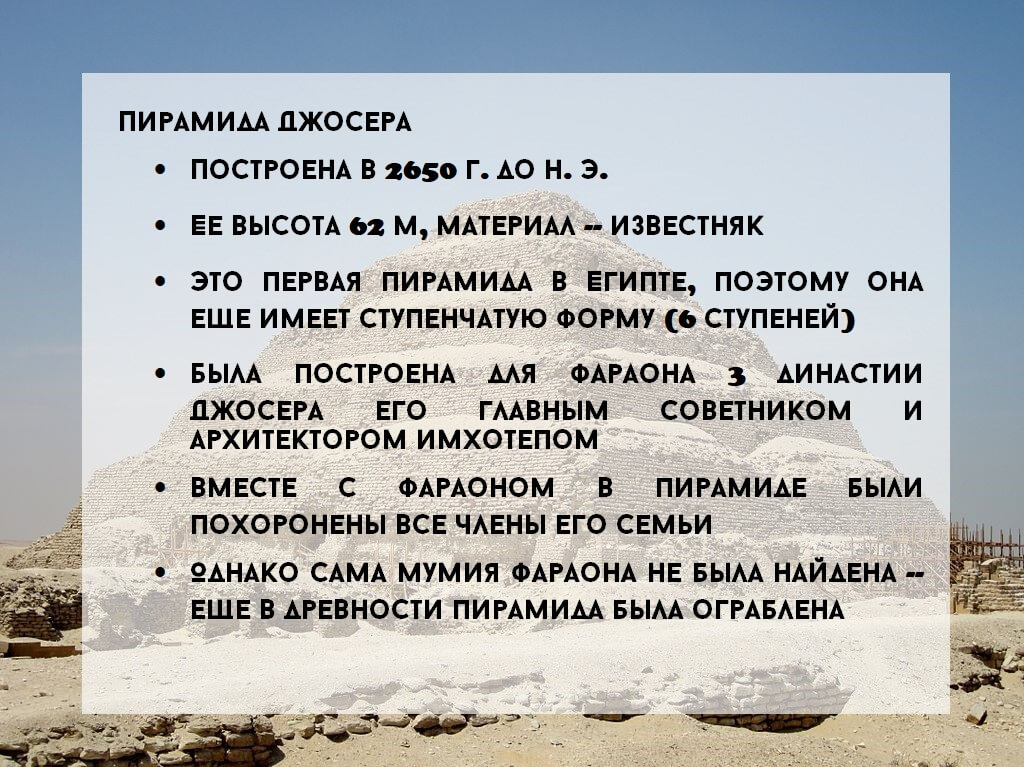 ПИРАМИДА ДЖОСЕРА
• ПОСТРОЕНА В 2650 Г. ДО Н. Э.
• ЕЕ ВЫСОТА 62 М, МАТЕРИАЛ -- ИЗВЕСТНЯК
• ЭТО ПЕРВАЯ ПИРАМИДА В ЕГИПТЕ, ПОЭТОМУ ОНА
ЕЩЕ ИМЕЕТ СТУПЕНЧАТУЮ ФОРМУ (6 СТУПЕНЕЙ)
• БЫЛА ПОСТРОЕНА ДЛЯ ФАРАОНА 3 ДИНАСТИИ
ДЖОСЕРА ЕГО ГЛАВНЫМ СОВЕТНИКОМ И
АРХИТЕКТОРОМ ИМХОТЕПОМ
• ВМЕСТЕ С ФАРАОНОМ В ПИРАМИДЕ БЫЛИ
ПОХОРОНЕНЫ ВСЕ ЧЛЕНЫ ЕГО СЕМЬИ
• ОДНАКО САМА МУМИЯ ФАРАОНА НЕ БЫЛА НАЙДЕНА --
ЕЩЕ В ДРЕВНОСТИ ПИРАМИДА БЫЛА ОГРАБЛЕНА